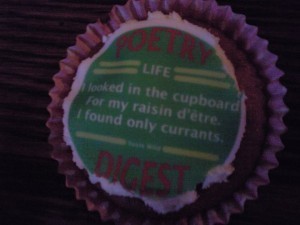 POETRY
LIFE
I looked in the cupboard
For my raisin d'être.
I found only currants.
DIGEST